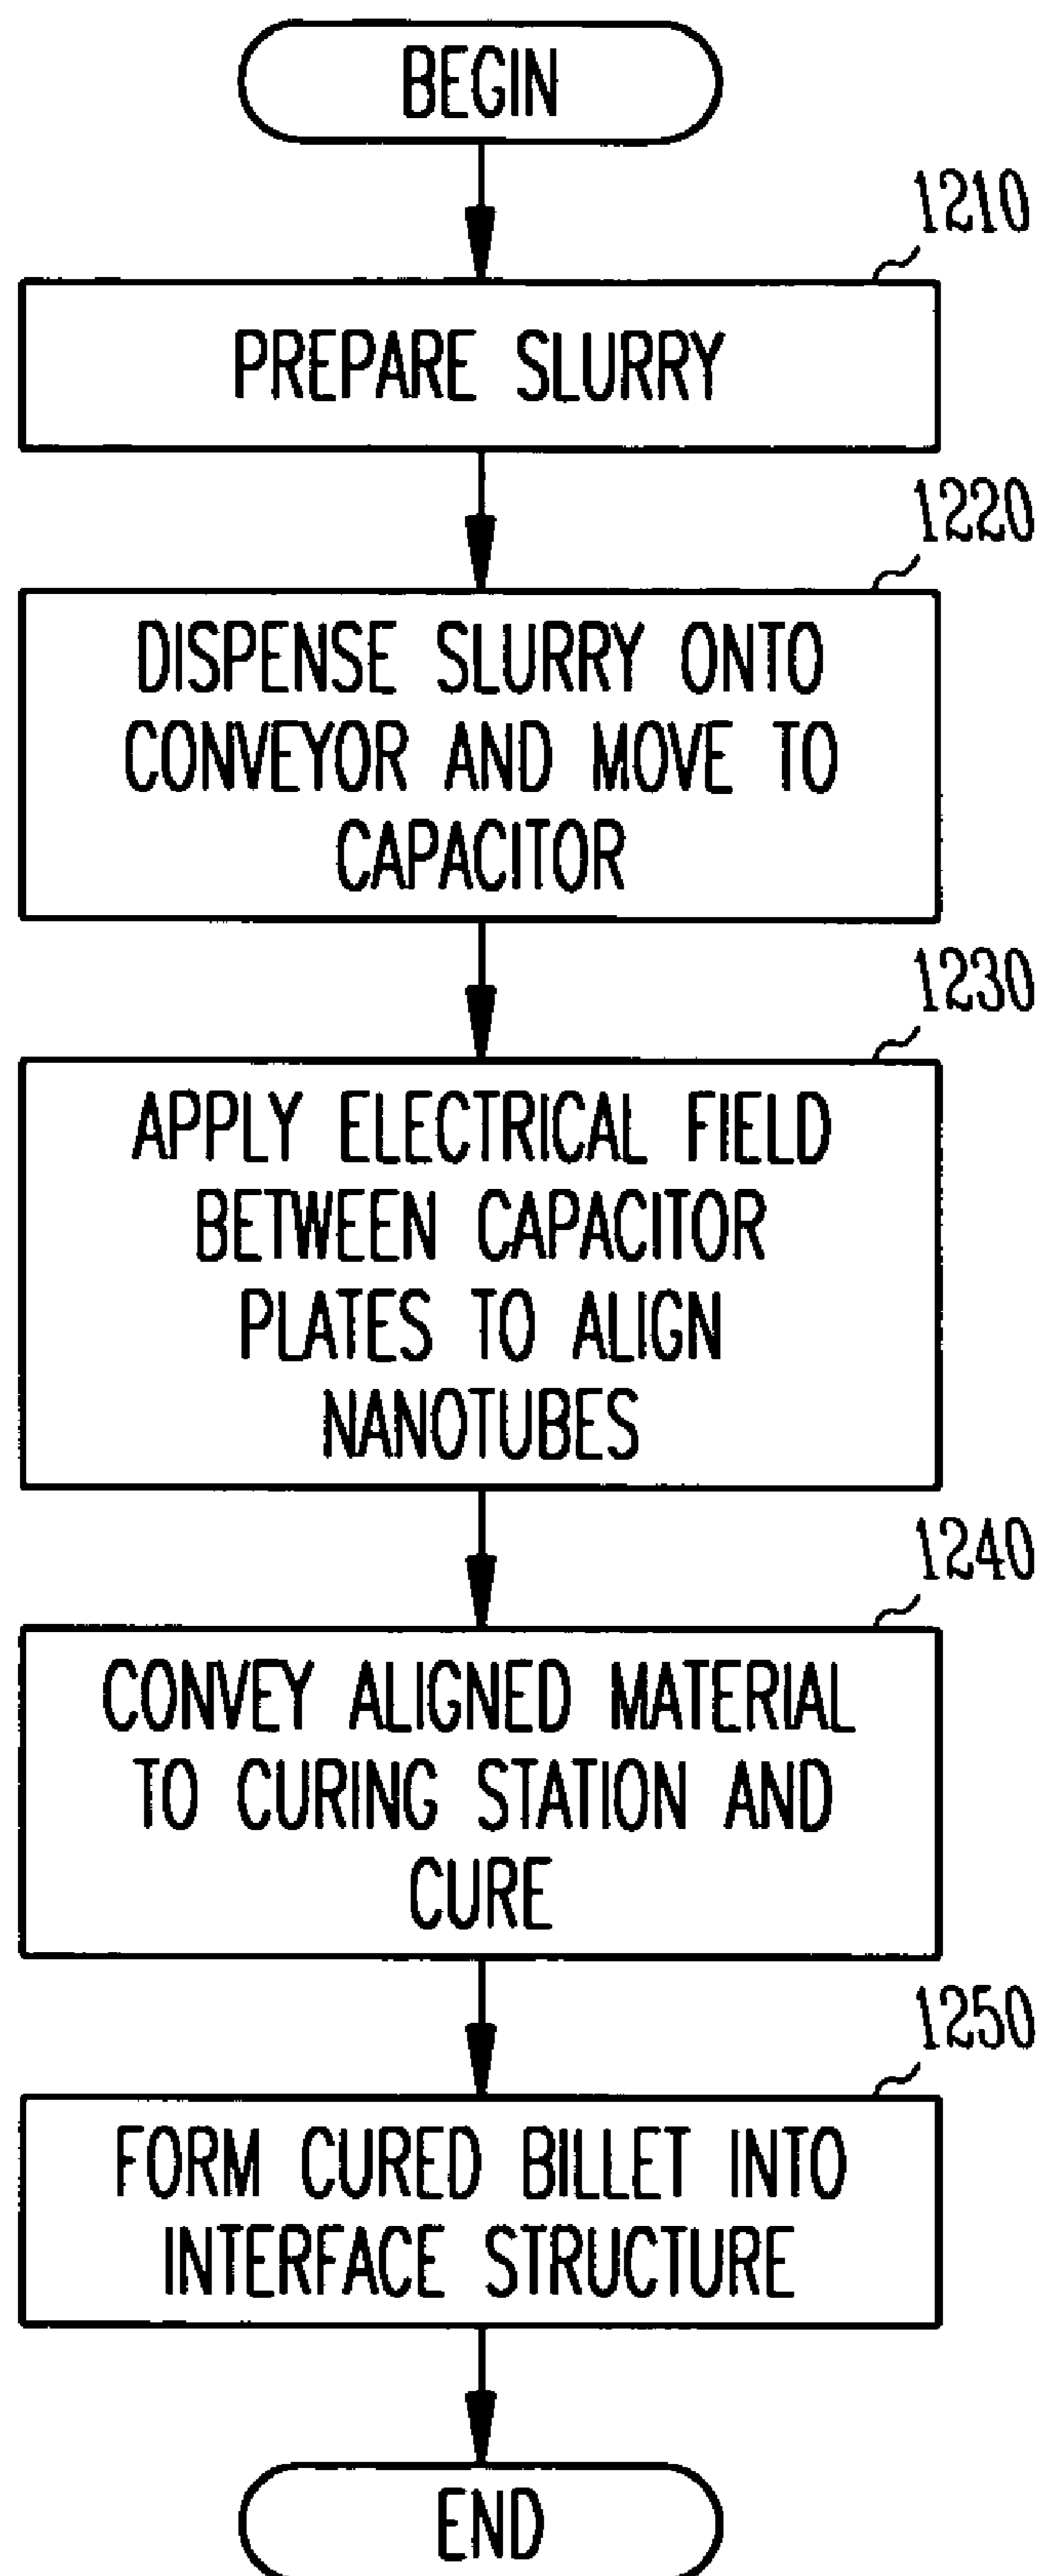 BEGIN
1210
PREPARE SLURRY
1220
DISPENSE SLURRY ONTO
CONVEYOR AND MOVE TO
CAPACITOR
1230
APPLY ELECTRICAL FIELD
BETWEEN CAPACITOR
PLATES TO ALIGN
NANOTUBES
1240
CONVEY ALIGNED MATERIAL
TO CURING STATION AND
CURE
1250
FORM CURED BILLET INTO
INTERFACE STRUCTURE
END